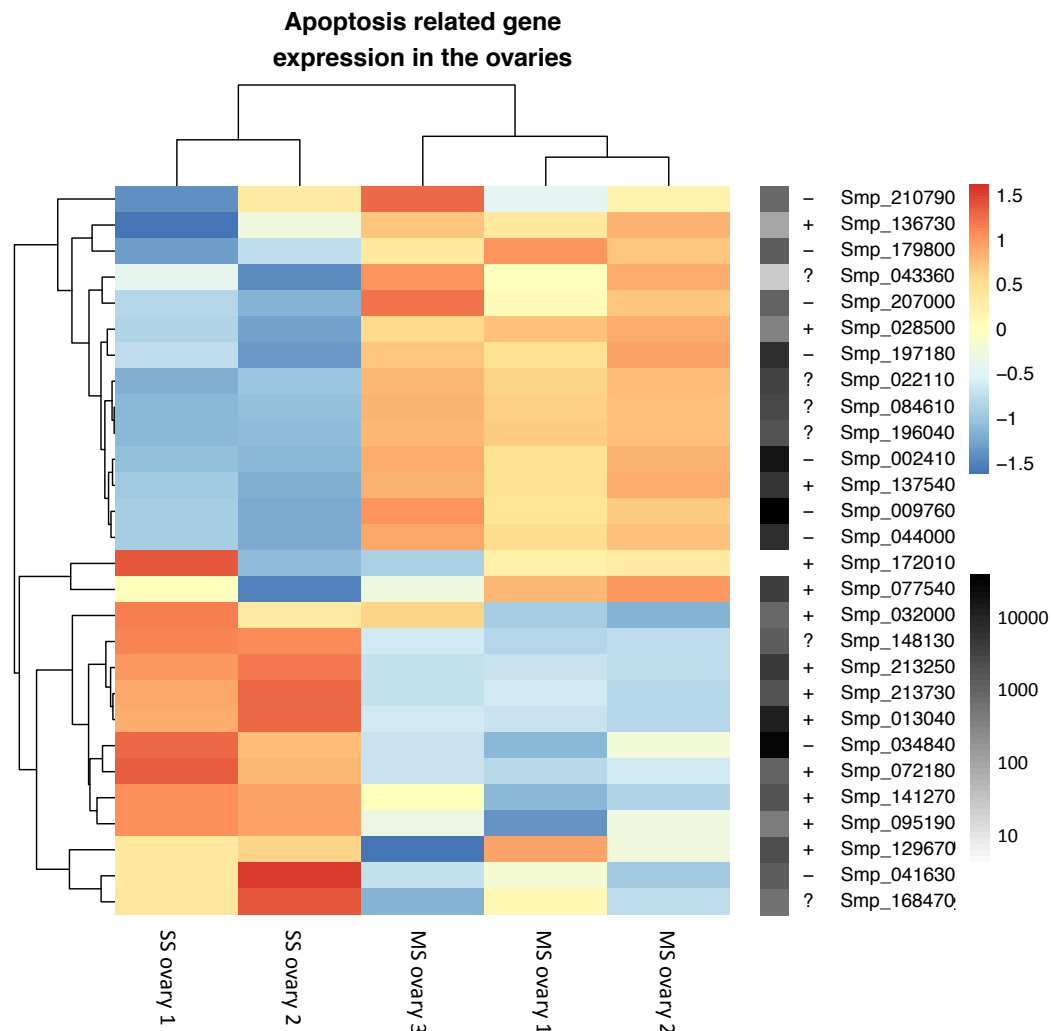 Apoptosis related gene
expression in the ovaries
− Smp_210790
+ Smp_136730
− Smp_179800
? Smp_043360
− Smp_207000
+ Smp_028500
− Smp_197180
? Smp_022110
? Smp_084610
? Smp_196040
− Smp_002410
+ Smp_137540
− Smp_009760
− Smp_044000
+ Smp_172010
+ Smp_077540
+ Smp_032000
? Smp_148130
+ Smp_213250
+ Smp_213730
+ Smp_013040
− Smp_034840
+ Smp_072180
+ Smp_141270
+ Smp_095190
+ Smp_129670
− Smp_041630
? Smp_168470
1.5
1
0.5
0
−0.5
−1
−1.5
10000
1000
100
10
SS ovary 1
SS ovary 2
MS ovary 3
MS ovary 1
MS ovary 2